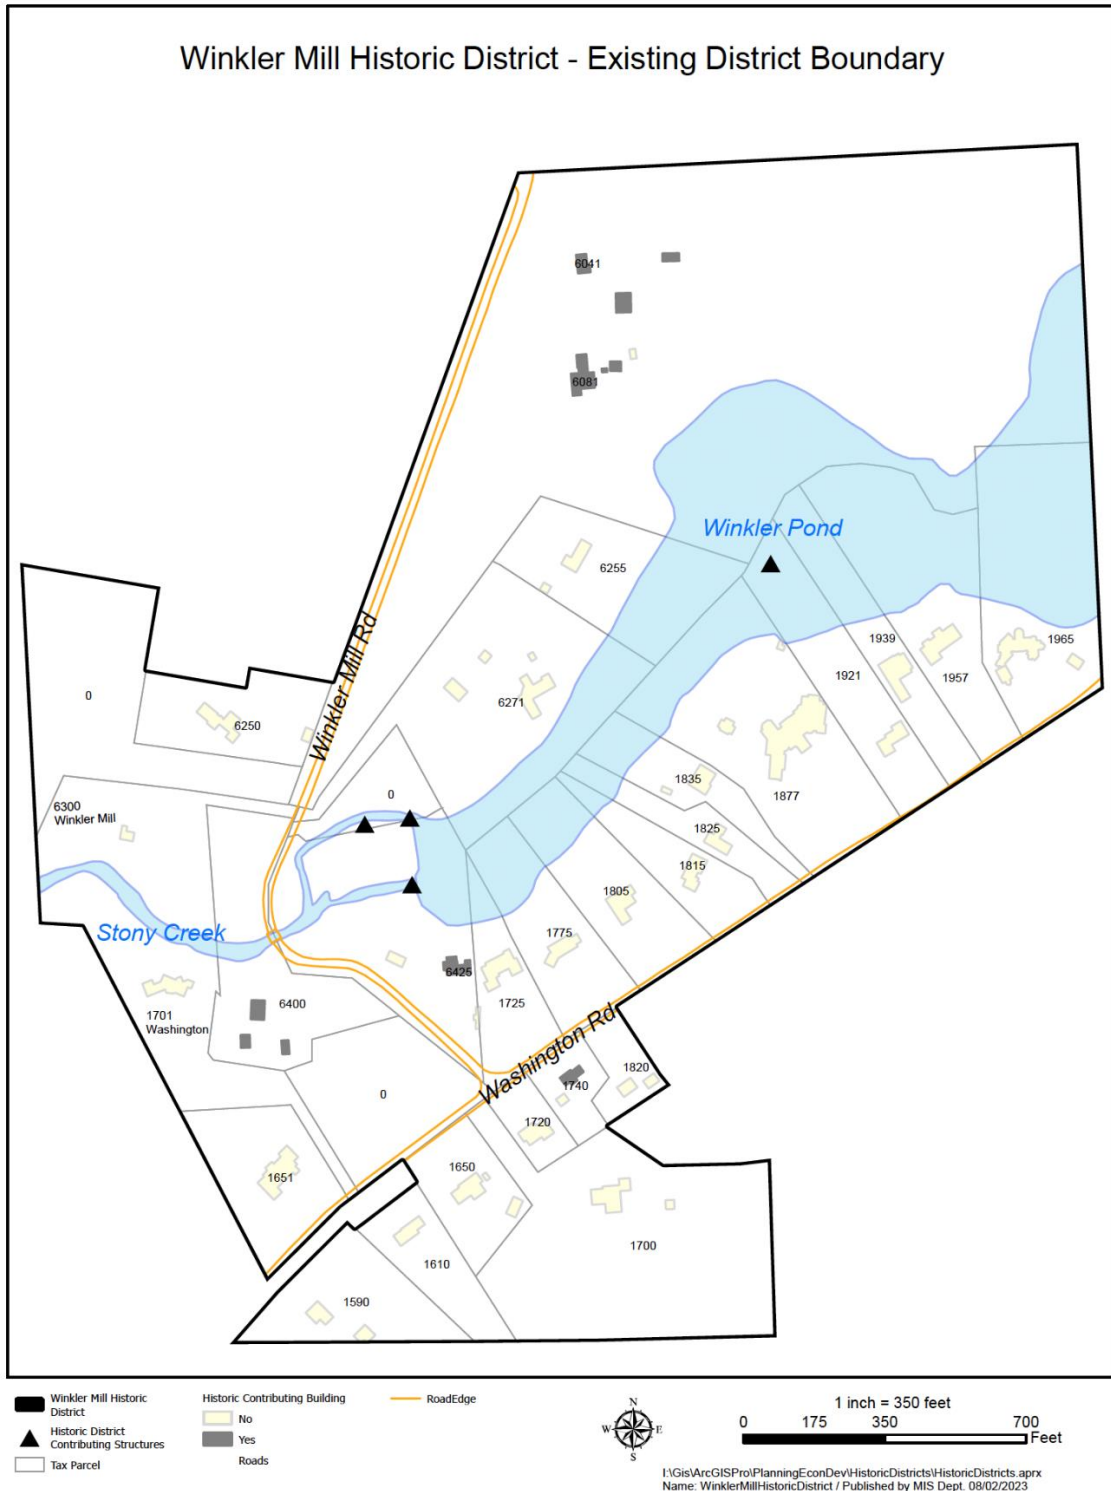 Winkler Mill Historic District - Existing District Boundary
6041
6081
Winkler Pond
6255
Winkler Mill Rd
1939
1965
1921
1957
0
6250
6271
1835
1877
0
6300
Winkler Mill
1825
1815
1805
Stony Creek
1775
6425
1725
6400
1701
Washington
Washington Rd
1820
1740
0
1720
1650
1651
1700
1610
1590
Winkler Mill Historic
District
Historic District
Contributing Structures
Tax Parcel
Historic Contributing Building
No
Yes
Roads
RoadEdge
N
W
E
S
1 inch = 350 feet
0 175 350 700
Feet
I:\Gis\ArcGISPro\PlanningEconDev\HistoricDistricts\HistoricDistricts.aprx
Name: WinklerMillHistoricDistrict / Published by MIS Dept. 08/02/2023